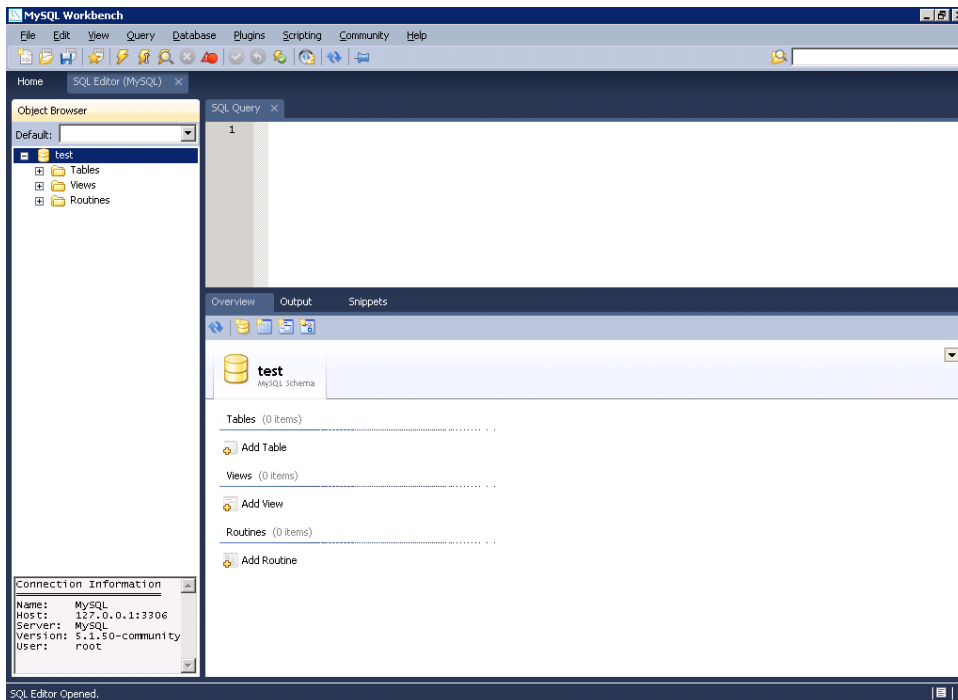 MySQL Workbench
File Edit View Query Database Plugins Scripting Community Help
Home SQL Editor (MySQL) ×
Object Browser
SQL Query ×
Default:
1
test
Tables
Views
Routines
Overview Output Snippets
test
MySQL Schema
Tables (0 items)
Add Table
Views (0 items)
Add View
Routines (0 items)
Add Routine
Connection Information
Name: MySQL
Host: 127.0.0.1:3306
Server: MySQL
Version: 5.1.50-community
User: root
SQL Editor Opened.